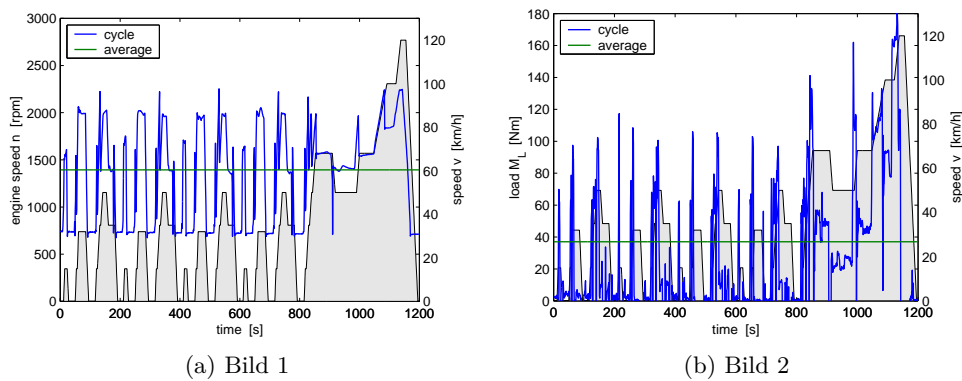 3000
2500
2000
1500
1000
500
0
engine speed n [rpm]
cycle
average
120
100
80
60
40
20
0
speed v [km/h]
0 200 400 600 800 1000 1200
time [s]
(a) Bild 1
180
160
140
120
100
80
60
40
20
0
load M_L [Nm]
cycle
average
120
100
80
60
40
20
0
speed v [km/h]
0 200 400 600 800 1000 1200
time [s]
(b) Bild 2